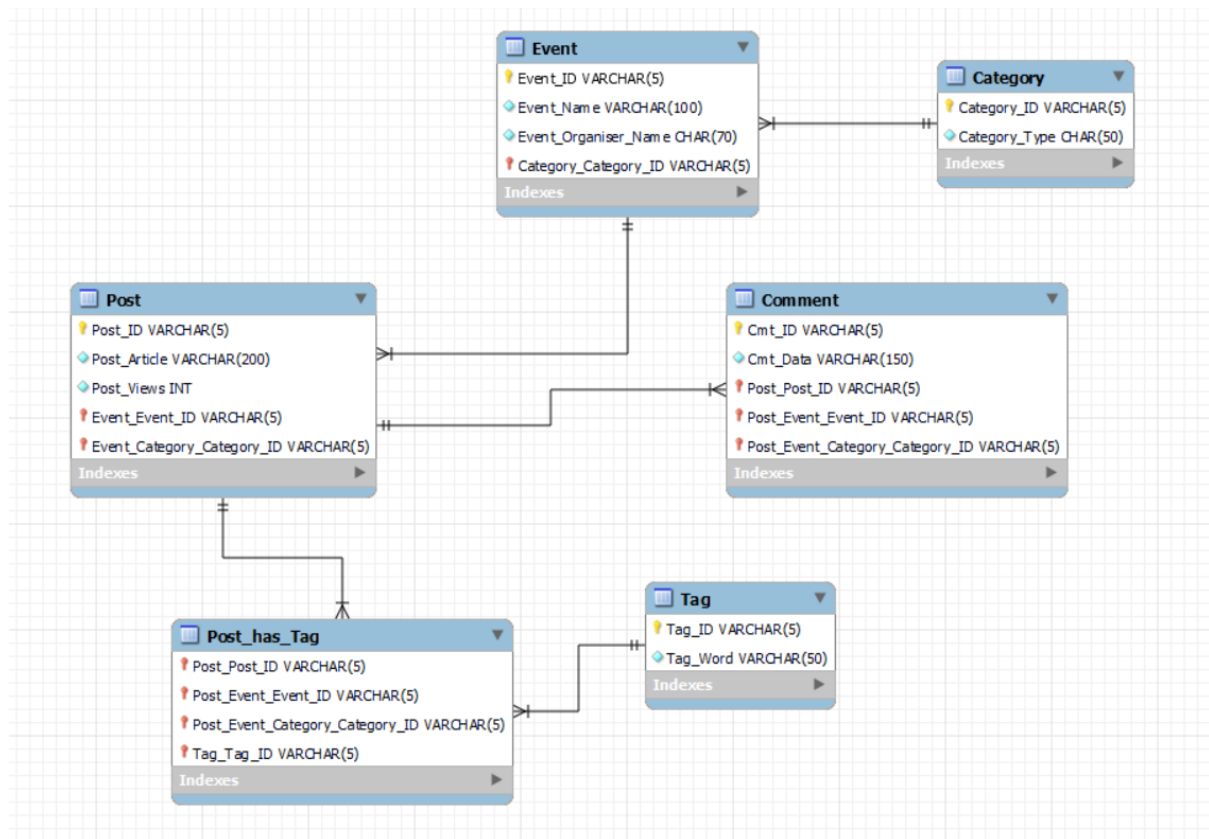 Event
Event_ID VARCHAR(5)
Event_Name VARCHAR(100)
Event_Organiser_Name CHAR(70)
Category_Category_ID VARCHAR(5)
Indexes
Category
Category_ID VARCHAR(5)
Category_Type CHAR(50)
Indexes
Post
Post_ID VARCHAR(5)
Post_Article VARCHAR(200)
Post_Views INT
Event_Event_ID VARCHAR(5)
Event_Category_Category_ID VARCHAR(5)
Indexes
Comment
Cmt_ID VARCHAR(5)
Cmt_Data VARCHAR(150)
Post_Post_ID VARCHAR(5)
Post_Event_Event_ID VARCHAR(5)
Post_Event_Category_Category_ID VARCHAR(5)
Indexes
Post_has_Tag
Post_Post_ID VARCHAR(5)
Post_Event_Event_ID VARCHAR(5)
Post_Event_Category_Category_ID VARCHAR(5)
Tag_Tag_ID VARCHAR(5)
Indexes
Tag
Tag_ID VARCHAR(5)
Tag_Word VARCHAR(50)
Indexes